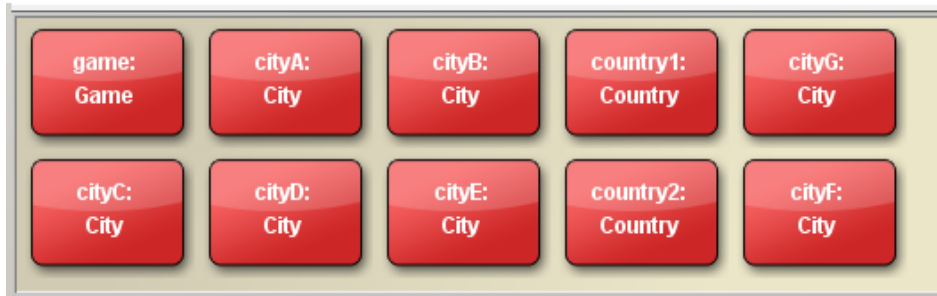 game:
Game
cityA:
City
cityB:
City
country1:
Country
cityG:
City
cityC:
City
cityD:
City
cityE:
City
country2:
Country
cityF:
City